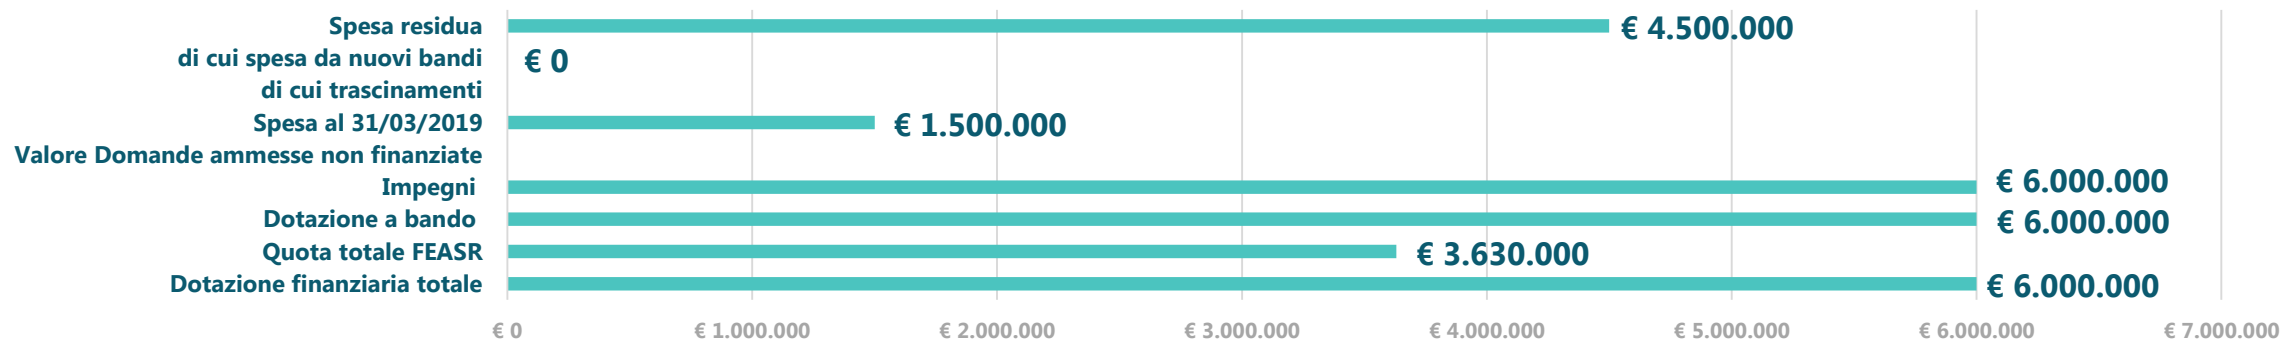 Spesa residua € 4.500.000
di cui spesa da nuovi bandi € 0
di cui trascinamenti
Spesa al 31/03/2019 € 1.500.000
Valore Domande ammesse non finanziate
Impegni € 6.000.000
Dotazione a bando € 6.000.000
Quota totale FEASR € 3.630.000
Dotazione finanziaria totale € 6.000.000
€ 0 € 1.000.000 € 2.000.000 € 3.000.000 € 4.000.000 € 5.000.000 € 6.000.000 € 7.000.000